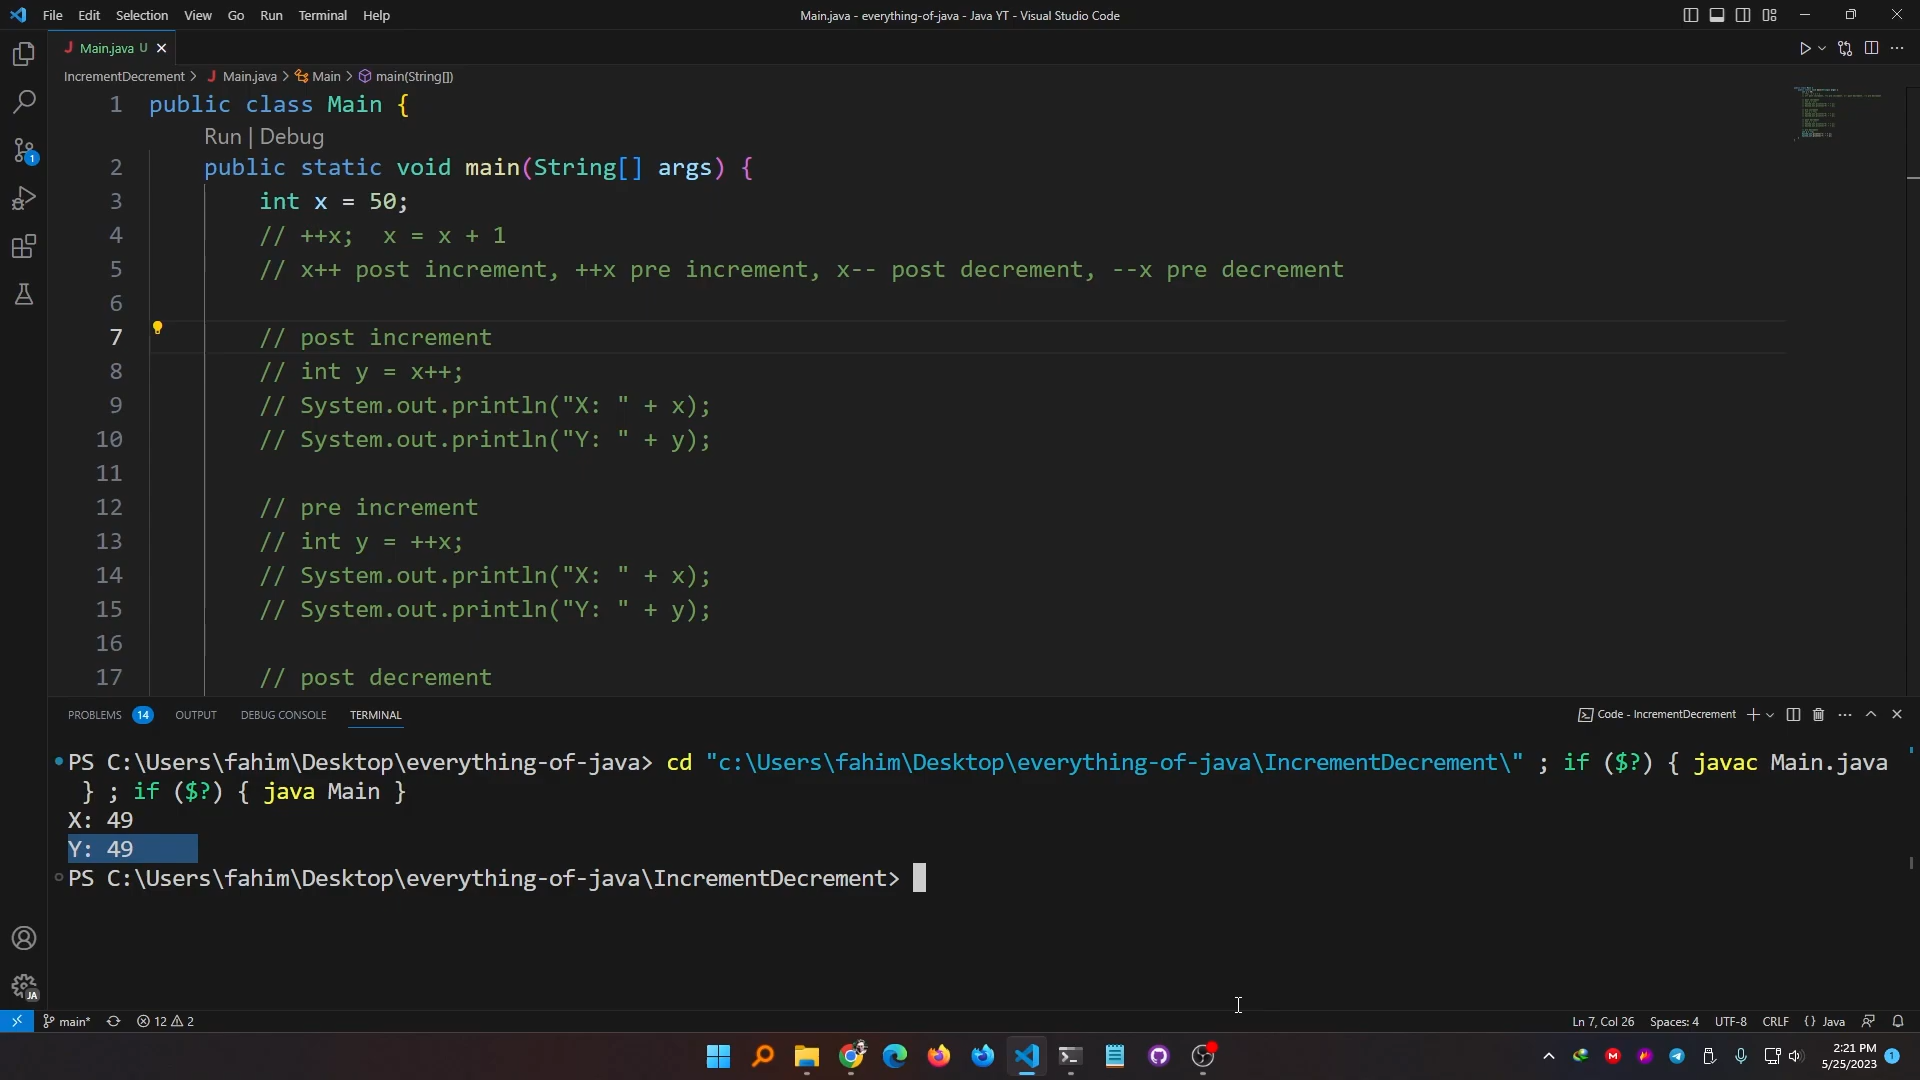 File Edit Selection View Go Run Terminal Help
Main.java - everything-of-java - Java YT - Visual Studio Code
J Main.java U
IncrementDecrement > J Main.java > Main > main(String[])
1 public class Main {
Run | Debug
2 public static void main(String[] args) {
3 int x = 50;
4 // ++x;  x = x + 1
5 // x++ post increment, ++x pre increment, x-- post decrement, --x pre decrement
6
7 // post increment
8 // int y = x++;
9 // System.out.println("X: " + x);
10 // System.out.println("Y: " + y);
11
12 // pre increment
13 // int y = ++x;
14 // System.out.println("X: " + x);
15 // System.out.println("Y: " + y);
16
17 // post decrement
PROBLEMS 14 OUTPUT DEBUG CONSOLE TERMINAL
Code - IncrementDecrement
PS C:\Users\fahim\Desktop\everything-of-java> cd "c:\Users\fahim\Desktop\everything-of-java\IncrementDecrement\" ; if ($?) { javac Main.java
} ; if ($?) { java Main }
X: 49
Y: 49
PS C:\Users\fahim\Desktop\everything-of-java\IncrementDecrement>
1
JA
main* 12 2
Ln 7, Col 26 Spaces: 4 UTF-8 CRLF {} Java
2:21 PM
5/25/2023
1